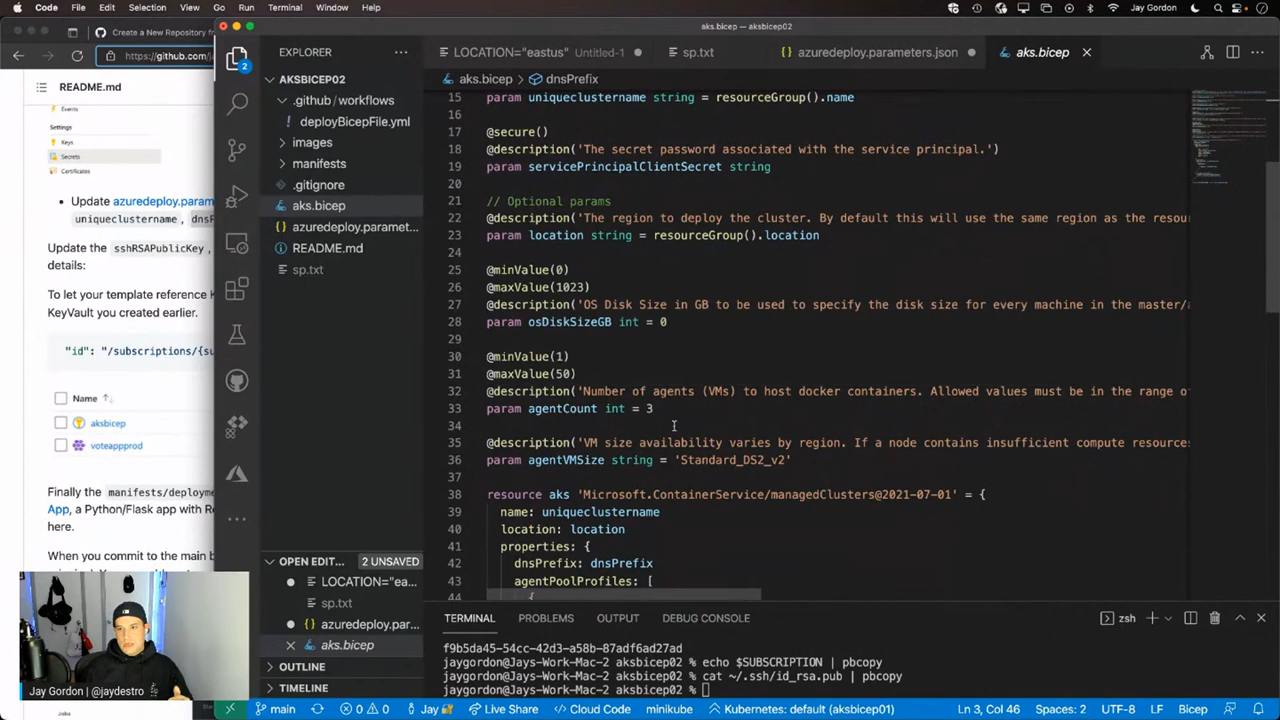 Code File Edit Selection View Go Run Terminal Window Help
Jay Gordon
Create a New Repository from
https://github.com/j
README.md
Events
Settings
Keys
Secrets
Certificates
Update azuredeploy.param
uniqueclustername, dnsP
Update the sshRSAPublicKey,
details:
To let your template reference K
KeyVault you created earlier.
"id": "/subscriptions/{su
Name
aksbicep
voteappprod
Finally the manifests/deployme
App, a Python/Flask app with Re
here.
When you commit to the main b
Jay Gordon | @jaydestro
Jobs
aks.bicep — aksbicep02
EXPLORER
AKSBICEP02
.github/workflows
deployBicepFile.yml
images
manifests
.gitignore
aks.bicep
azuredeploy.paramet...
README.md
sp.txt
2
OPEN EDIT... 2 UNSAVED
LOCATION="ea...
sp.txt
azuredeploy.par...
aks.bicep
OUTLINE
TIMELINE
LOCATION="eastus" Untitled
sp.txt
azuredeploy.parameters.json
aks.bicep
aks.bicep > dnsPrefix
15 param uniqueclustername string = resourceGroup().name
16
17 @secure()
18 @description('The secret password associated with the service principal.')
19 param servicePrincipalClientSecret string
20
21 // Optional params
22 @description('The region to deploy the cluster. By default this will use the same region as the resou
23 param location string = resourceGroup().location
24
25 @minValue(0)
26 @maxValue(1023)
27 @description('OS Disk Size in GB to be used to specify the disk size for every machine in the master/a
28 param osDiskSizeGB int = 0
29
30 @minValue(1)
31 @maxValue(50)
32 @description('Number of agents (VMs) to host docker containers. Allowed values must be in the range of
33 param agentCount int = 3
34
35 @description('VM size availability varies by region. If a node contains insufficient compute resources
36 param agentVMSize string = 'Standard_DS2_v2'
37
38 resource aks 'Microsoft.ContainerService/managedClusters@2021-07-01' = {
39 name: uniqueclustername
40 location: location
41 properties: {
42 dnsPrefix: dnsPrefix
43 agentPoolProfiles: [
44 {
TERMINAL PROBLEMS OUTPUT DEBUG CONSOLE
zsh
f9b5da45-53cc-42d3-a58b-87adf6ad27ad
jaygordon@Jays-Work-Mac-2 aksbicep02 % echo $SUBSCRIPTION | pbcopy
jaygordon@Jays-Work-Mac-2 aksbicep02 % cat ~/.ssh/id_rsa.pub | pbcopy
jaygordon@Jays-Work-Mac-2 aksbicep02 %
main 0 0 Jay Live Share Cloud Code minikube Kubernetes: default (aksbicep01) Ln 3, Col 46 Spaces: 2 UTF-8 LF Bicep